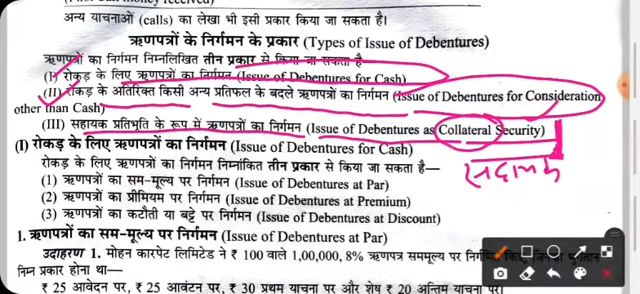 अन्य याचनाओं (calls) का लेखा भी इसी प्रकार किया जा सकता है।
ऋणपत्रों के निर्गमन के प्रकार (Types of Issue of Debentures)
ऋणपत्रों का निर्गमन निम्नलिखित तीन प्रकार से किया जा सकता है
(I) रोकड़ के लिए ऋणपत्रों का निर्गमन (Issue of Debentures for Cash)
(II) रोकड़ के अतिरिक्त किसी अन्य प्रतिफल के बदले ऋणपत्रों का निर्गमन (Issue of Debentures for Consideration
other than Cash)
(III) सहायक प्रतिभूति के रूप में ऋणपत्रों का निर्गमन (Issue of Debentures as Collateral Security)
(I) रोकड़ के लिए ऋणपत्रों का निर्गमन (Issue of Debentures for Cash)
रोकड़ के लिए ऋणपत्रों का निर्गमन निम्नांकित तीन प्रकार से किया जा सकता है—
(1) ऋणपत्रों का सम-मूल्य पर निर्गमन (Issue of Debentures at Par)
(2) ऋणपत्रों का प्रीमियम पर निर्गमन (Issue of Debentures at Premium)
(3) ऋणपत्रों का कटौती या बट्टे पर निर्गमन (Issue of Debentures at Discount)
1. ऋणपत्रों का सम-मूल्य पर निर्गमन (Issue of Debentures at Par)
उदाहरण 1. मोहन कारपेट लिमिटेड ने ₹ 100 वाले 1,00,000, 8% ऋणपत्र सममूल्य पर
निम्न प्रकार होना था—
₹ 25 आवेदन पर, ₹ 25 आवंटन पर, ₹ 30 प्रथम याचना पर और शेष ₹ 20 अन्तिम याचना पर।